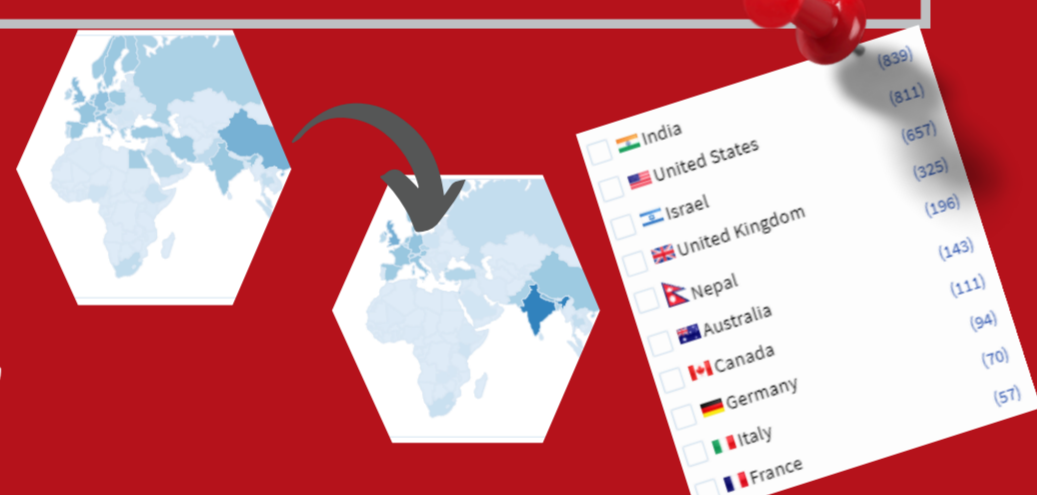 India (839)
United States (811)
Israel (657)
United Kingdom (325)
Nepal (196)
Australia (143)
Canada (111)
Germany (94)
Italy (70)
France (57)